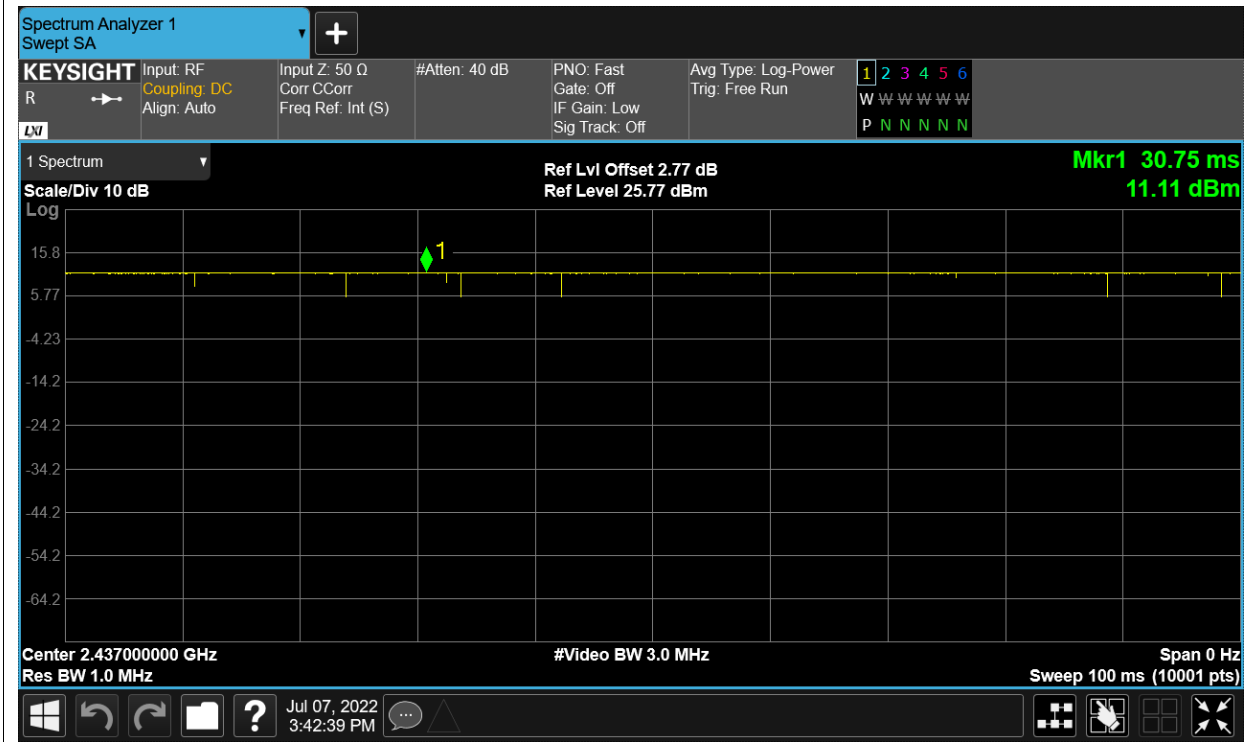 Spectrum Analyzer 1
Swept SA
KEYSIGHT
R
LXI
Input: RF
Coupling: DC
Align: Auto
Input Z: 50 Ω
Corr CCorr
Freq Ref: Int (S)
#Atten: 40 dB
PNO: Fast
Gate: Off
IF Gain: Low
Sig Track: Off
Avg Type: Log-Power
Trig: Free Run
1 2 3 4 5 6
W W W W W W
P N N N N N
1 Spectrum
Scale/Div 10 dB
Log
Ref Lvl Offset 2.77 dB
Ref Level 25.77 dBm
Mkr1 30.75 ms
11.11 dBm
1
15.8
5.77
-4.23
-14.2
-24.2
-34.2
-44.2
-54.2
-64.2
Center 2.437000000 GHz
Res BW 1.0 MHz
#Video BW 3.0 MHz
Span 0 Hz
Sweep 100 ms (10001 pts)
?
Jul 07, 2022
3:42:39 PM